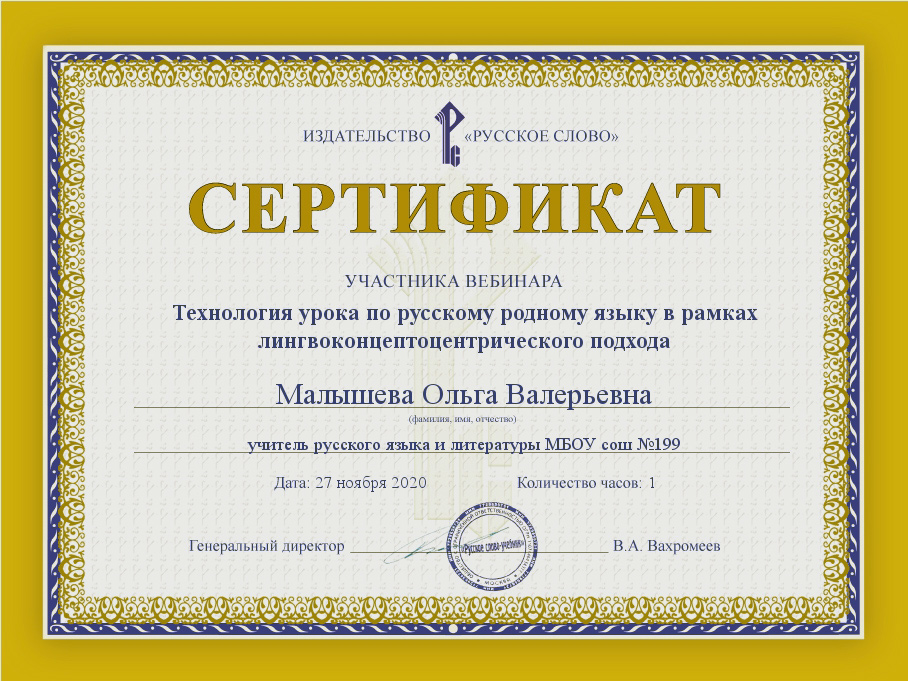 ИЗДАТЕЛЬСТВО «РУССКОЕ СЛОВО»
СЕРТИФИКАТ
УЧАСТНИКА ВЕБИНАРА
Технология урока по русскому родному языку в рамках
лингвоконцептоцентрического подхода
Малышева Ольга Валерьевна
(фамилия, имя, отчество)
учитель русского языка и литературы МБОУ сош №199
Дата: 27 ноября 2020 Количество часов: 1
Генеральный директор В.А. Вахромеев
«Русское слово-учебник»
МОСКВА